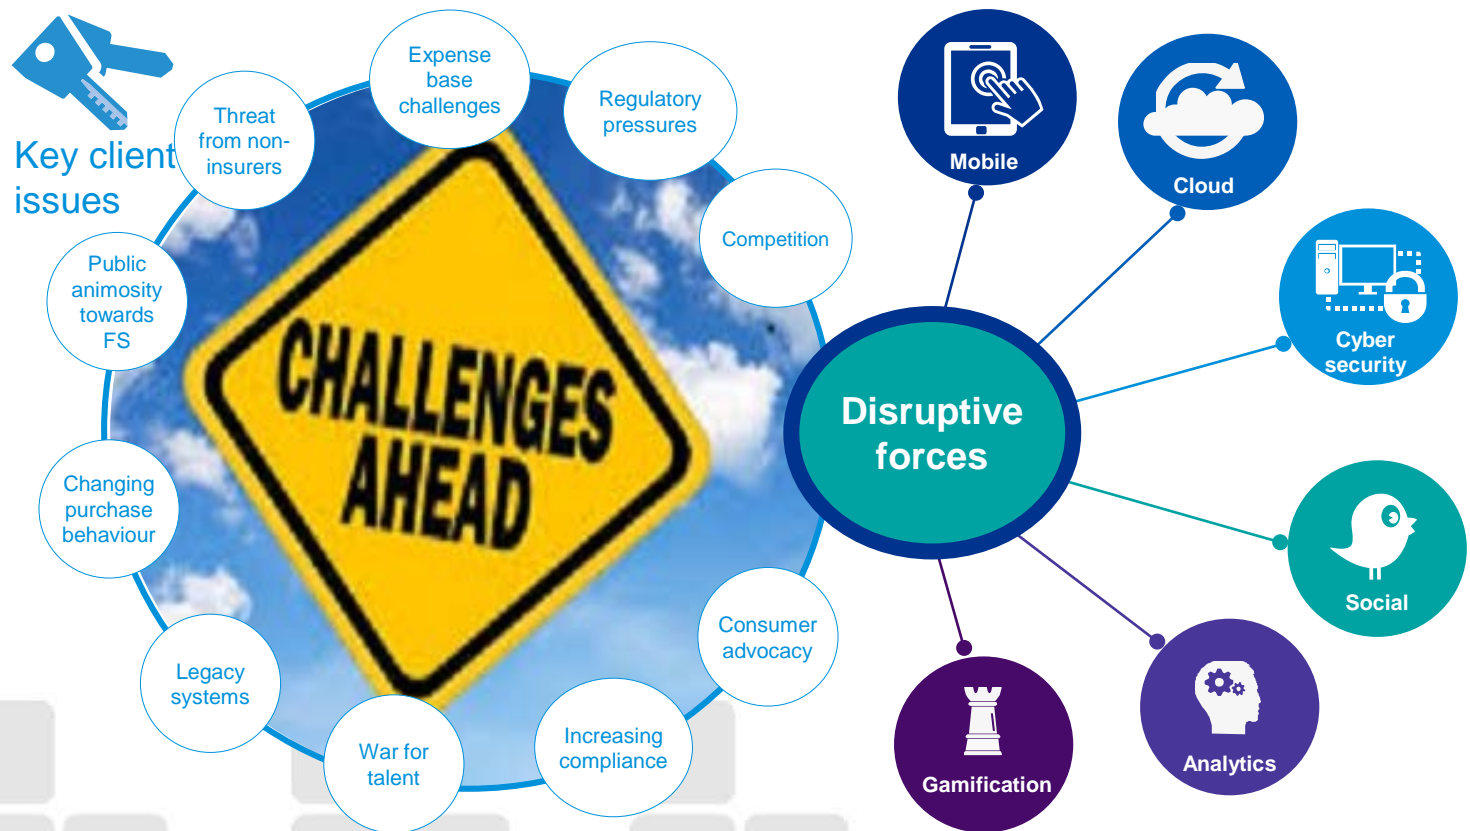 Key client
issues
Expense
base
challenges
Regulatory
pressures
Competition
Threat
from non-
insurers
Public
animosity
towards
FS
Changing
purchase
behaviour
Legacy
systems
War for
talent
Increasing
compliance
Consumer
advocacy
CHALLENGES
AHEAD
Disruptive
forces
Mobile
Cloud
Cyber
security
Social
Analytics
Gamification